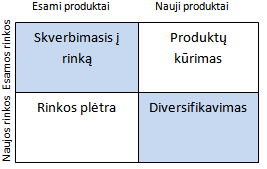 Esami produktai Nauji produktai
Esamos rinkos
Skverbimasis į
rinką
Produktų
kūrimas
Naujos rinkos
Rinkos plėtra
Diversifikavimas